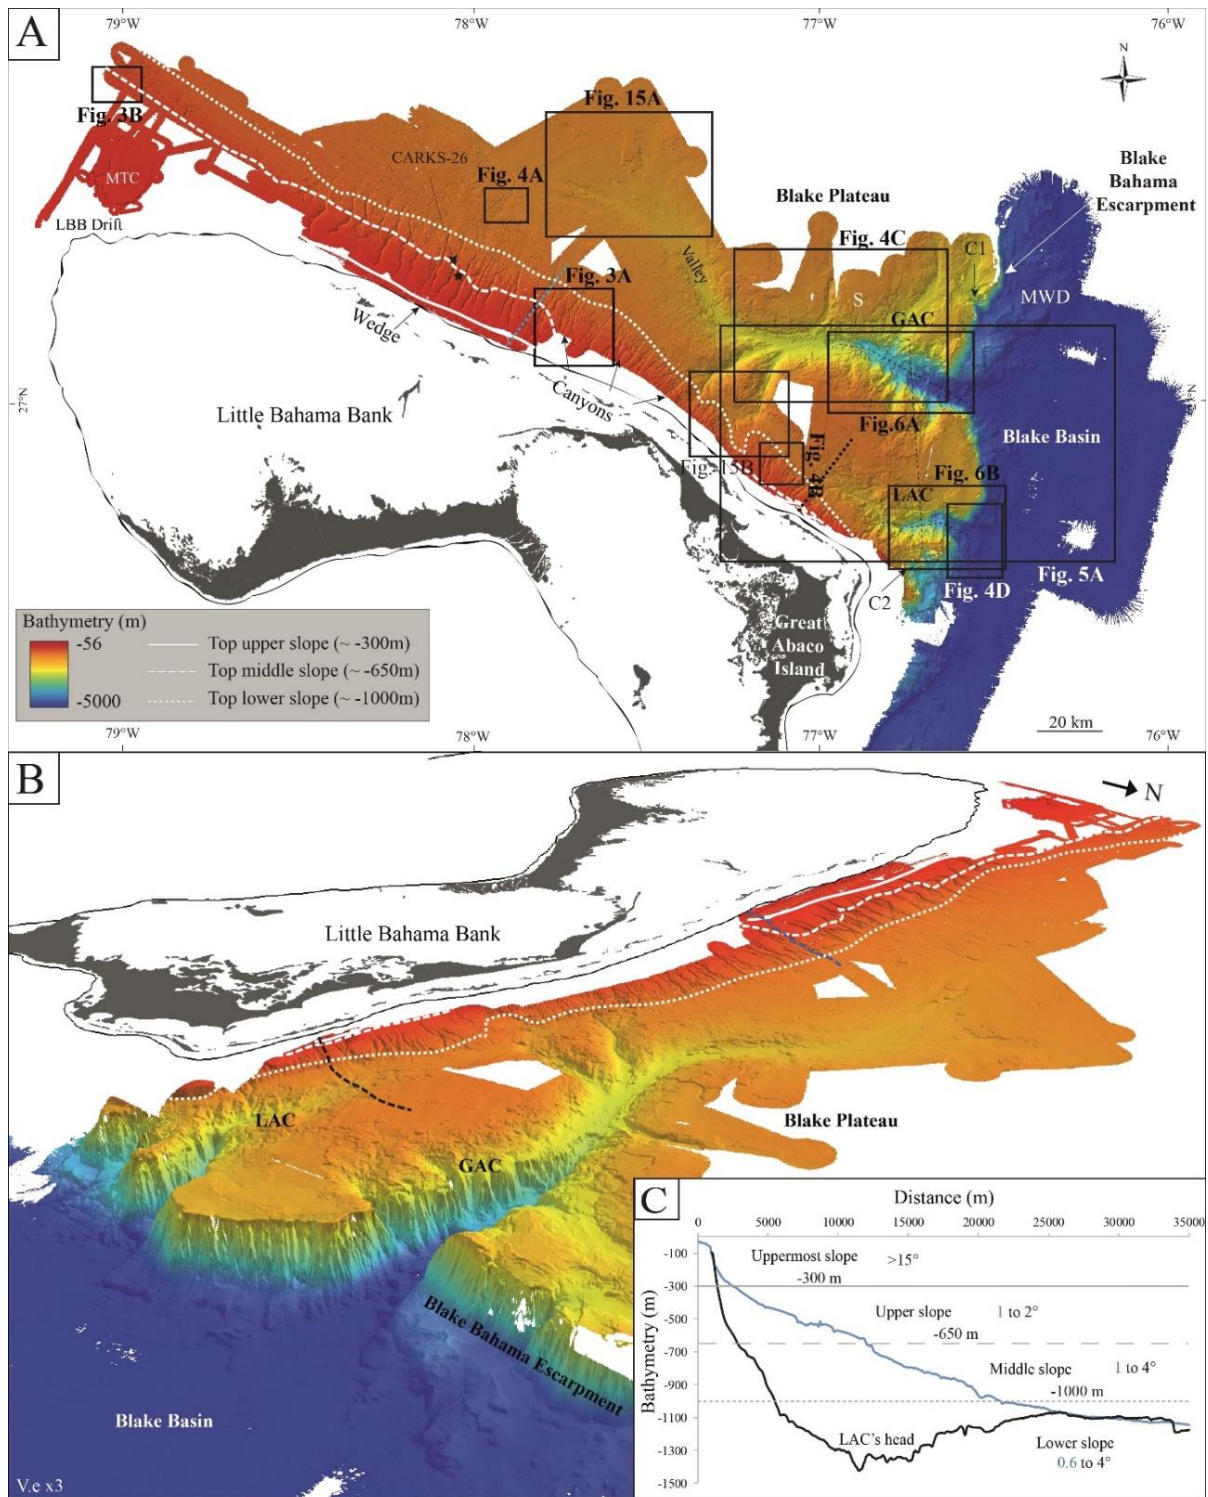 A
79°W
78°W
77°W
76°W
N
Fig. 15A
Fig. 3B
CARKS-26
Fig. 4A
MTC
LBB Drift
Blake
Bahama
Escarpment
Blake Plateau
Fig. 4C
Valley
C1
Fig. 3A
S
MWD
GAC
Wedge
27°N
27°N
Canyons
Little Bahama Bank
Fig.6A
Blake Basin
Fig. 15B
Fig. 4B
Fig. 6B
LAC
Fig. 5A
Fig. 4D
C2
Great
Abaco
Island
Bathymetry (m)
-56
-5000
Top upper slope (~ -300m)
Top middle slope (~ -650m)
Top lower slope (~ -1000m)
20 km
79°W
78°W
77°W
76°W
B
N
Little Bahama Bank
LAC
GAC
Blake Plateau
Blake Bahama Escarpment
Blake Basin
V.e x3
C
Distance (m)
0 5000 10000 15000 20000 25000 30000 35000
Bathymetry (m)
-100
-300
-500
-700
-900
-1100
-1300
-1500
Uppermost slope >15°
-300 m
Upper slope 1 to 2°
-650 m
Middle slope 1 to 4°
-1000 m
LAC's head
Lower slope
0.6 to 4°